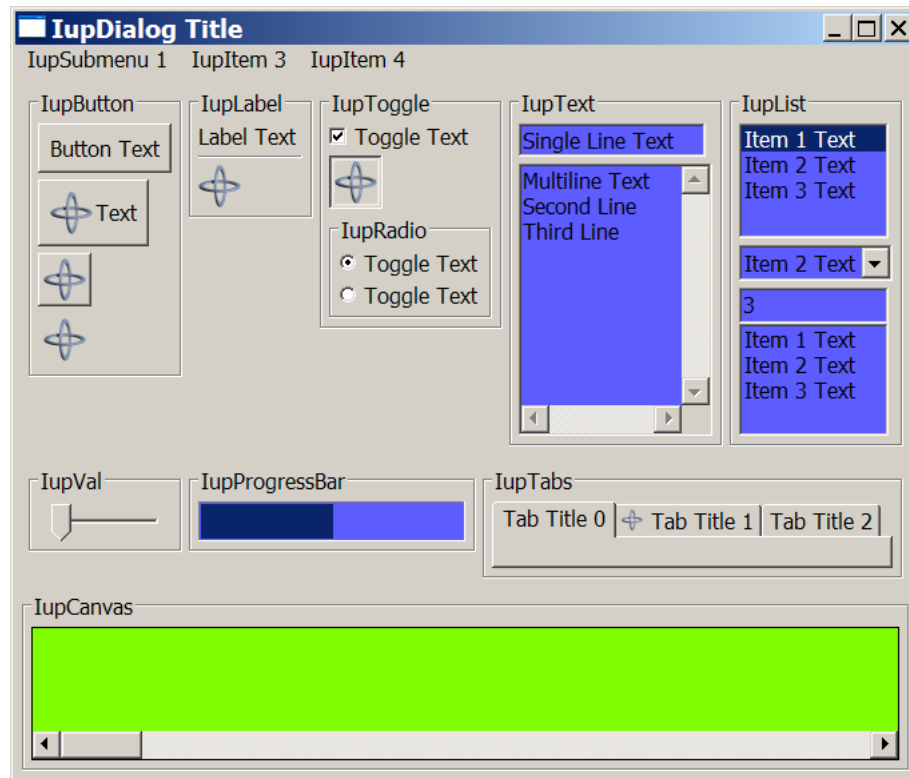 IupDialog Title
IupSubmenu 1 IupItem 3 IupItem 4
IupButton
Button Text
Text
IupLabel
Label Text
IupToggle
Toggle Text
IupRadio
Toggle Text
Toggle Text
IupText
Single Line Text
Multiline Text
Second Line
Third Line
IupList
Item 1 Text
Item 2 Text
Item 3 Text
Item 2 Text
3
Item 1 Text
Item 2 Text
Item 3 Text
IupVal
IupProgressBar
IupTabs
Tab Title 0 Tab Title 1 Tab Title 2
IupCanvas